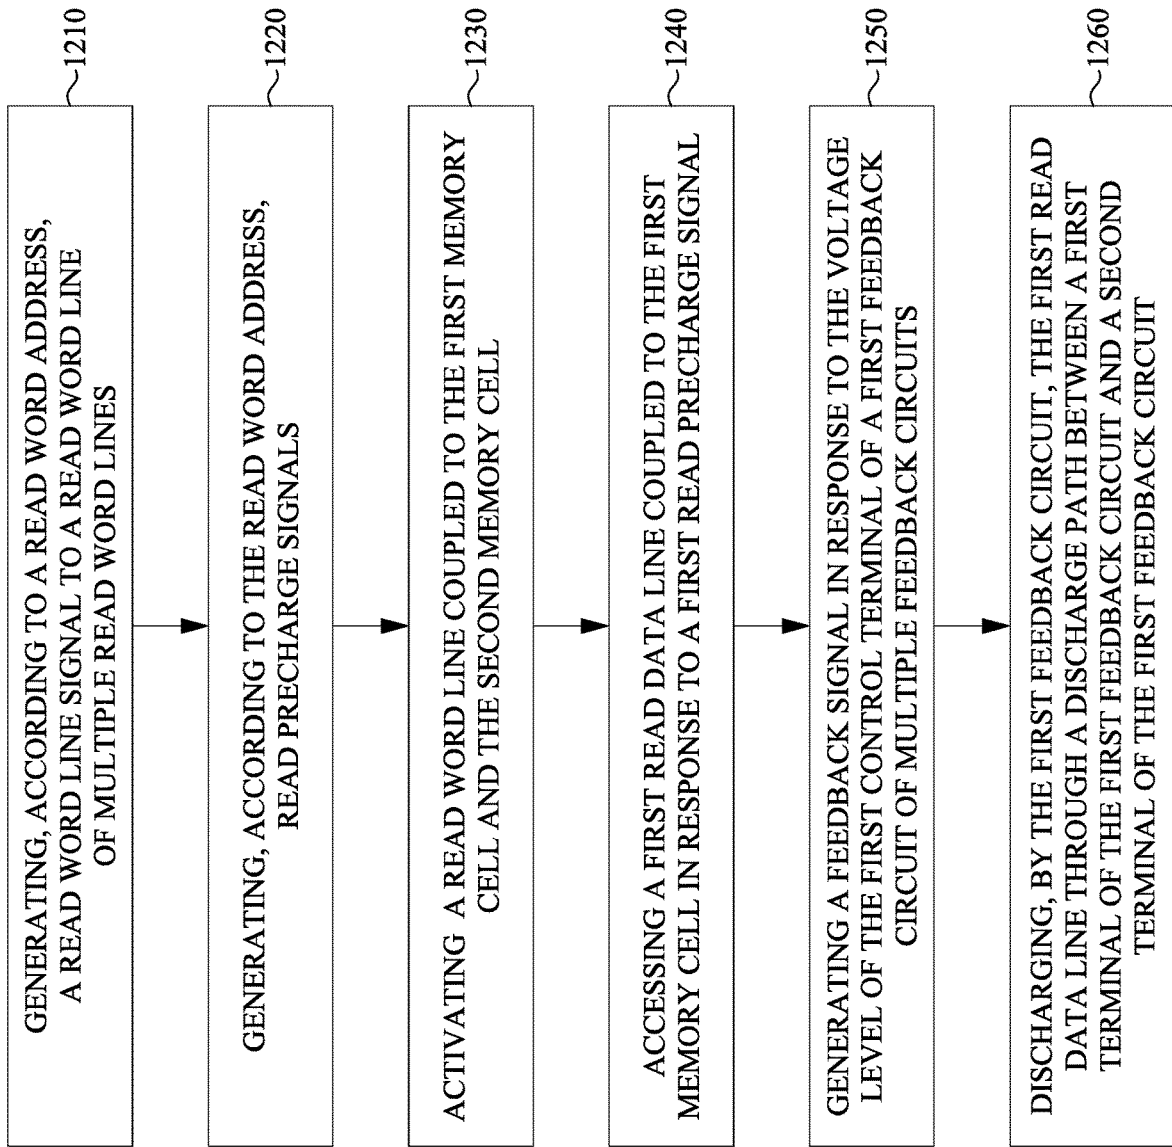 GENERATING, ACCORDING TO A READ WORD ADDRESS,
A READ WORD LINE SIGNAL TO A READ WORD LINE
OF MULTIPLE READ WORD LINES
1210
GENERATING, ACCORDING TO THE READ WORD ADDRESS,
READ PRECHARGE SIGNALS
1220
ACTIVATING A READ WORD LINE COUPLED TO THE FIRST MEMORY
CELL AND THE SECOND MEMORY CELL
1230
ACCESSING A FIRST READ DATA LINE COUPLED TO THE FIRST
MEMORY CELL IN RESPONSE TO A FIRST READ PRECHARGE SIGNAL
1240
GENERATING A FEEDBACK SIGNAL IN RESPONSE TO THE VOLTAGE
LEVEL OF THE FIRST CONTROL TERMINAL OF A FIRST FEEDBACK
CIRCUIT OF MULTIPLE FEEDBACK CIRCUITS
1250
DISCHARGING, BY THE FIRST FEEDBACK CIRCUIT, THE FIRST READ
DATA LINE THROUGH A DISCHARGE PATH BETWEEN A FIRST
TERMINAL OF THE FIRST FEEDBACK CIRCUIT AND A SECOND
TERMINAL OF THE FIRST FEEDBACK CIRCUIT
1260